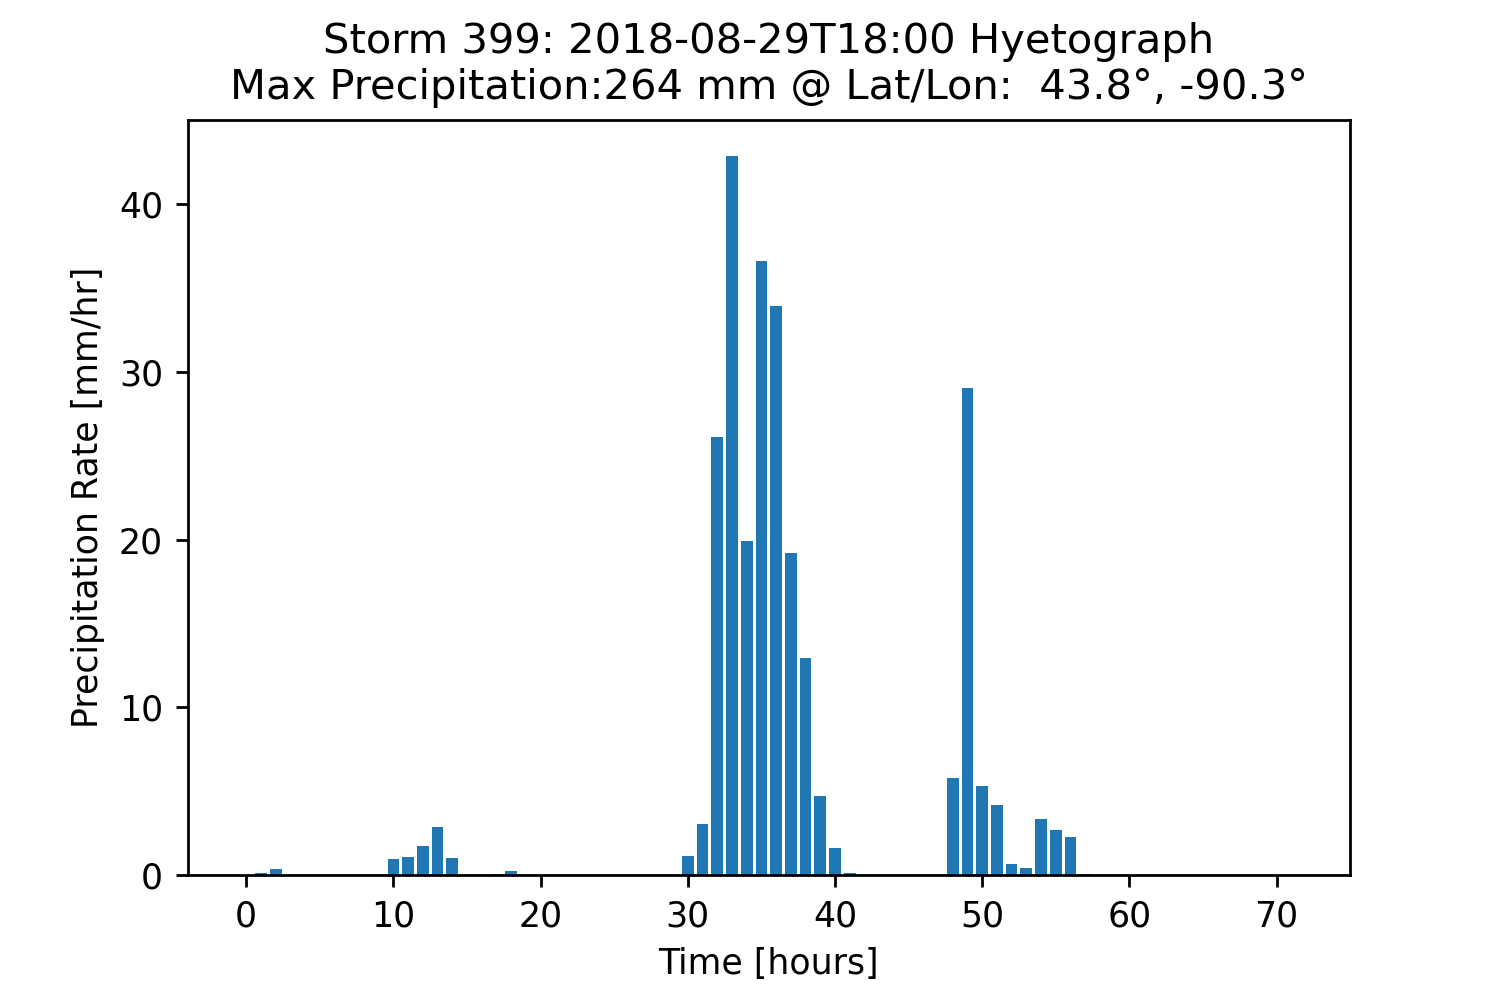 Storm 399: 2018-08-29T18:00 Hyetograph
Max Precipitation:264 mm @ Lat/Lon:  43.8°, -90.3°
Precipitation Rate [mm/hr]
40
30
20
10
0
0 10 20 30 40 50 60 70
Time [hours]